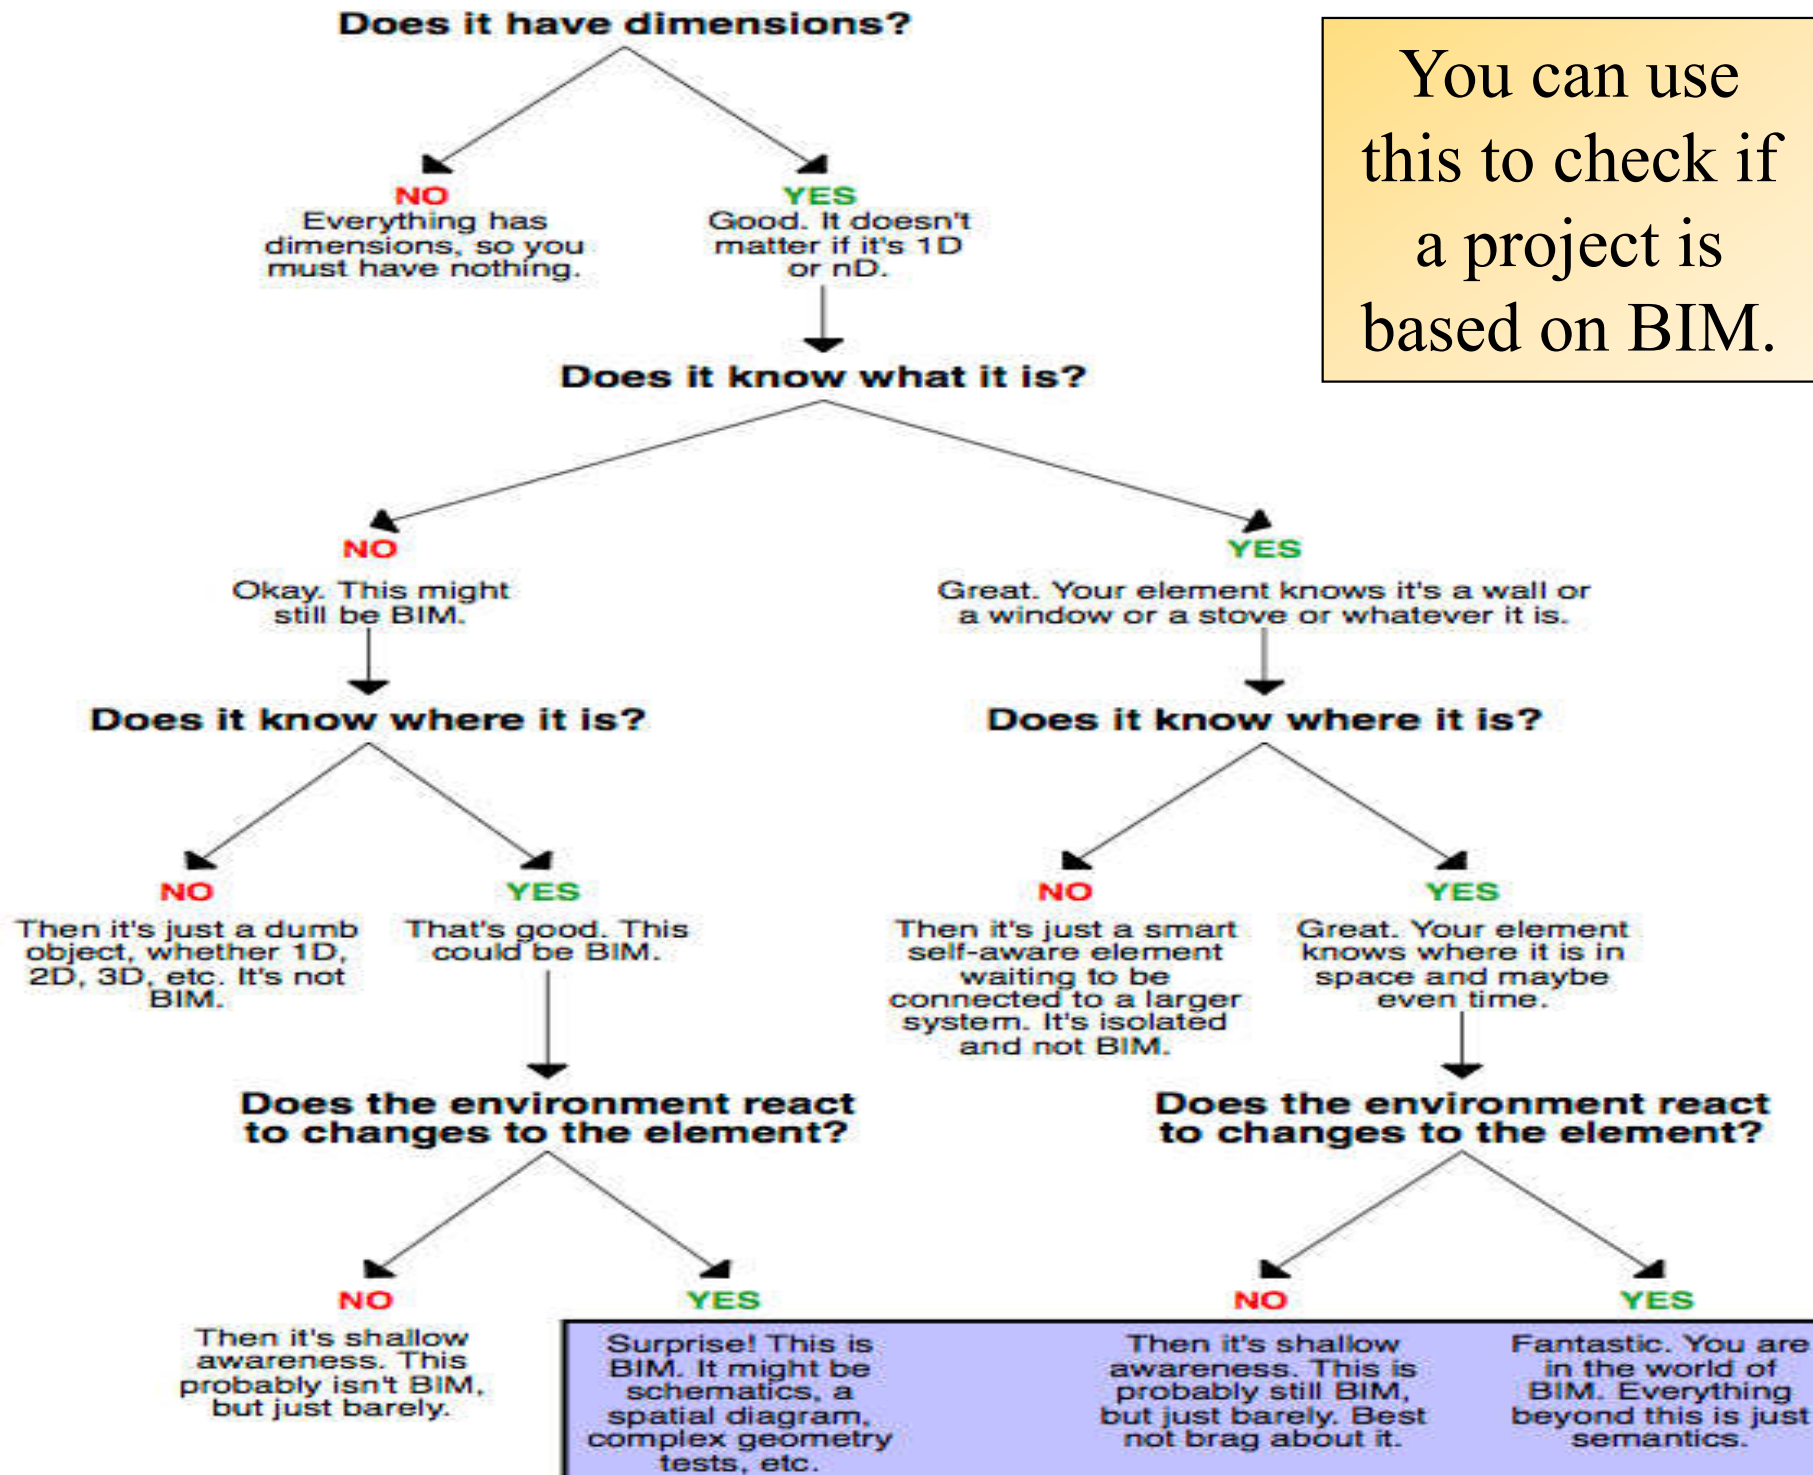 Does it have dimensions?
You can use
this to check if
a project is
based on BIM.
NO
Everything has
dimensions, so you
must have nothing.
YES
Good. It doesn't
matter if it's 1D
or nD.
Does it know what it is?
NO
Okay. This might
still be BIM.
YES
Great. Your element knows it's a wall or
a window or a stove or whatever it is.
Does it know where it is?
Does it know where it is?
NO
Then it's just a dumb
object, whether 1D,
2D, 3D, etc. It's not
BIM.
YES
That's good. This
could be BIM.
NO
Then it's just a smart
self-aware element
waiting to be
connected to a larger
system. It's isolated
and not BIM.
YES
Great. Your element
knows where it is in
space and maybe
even time.
Does the environment react
to changes to the element?
Does the environment react
to changes to the element?
NO
Then it's shallow
awareness. This
probably isn't BIM,
but just barely.
YES
Surprise! This is
BIM. It might be
schematics, a
spatial diagram,
complex geometry
tests, etc.
NO
Then it's shallow
awareness. This is
probably still BIM,
but just barely. Best
not brag about it.
YES
Fantastic. You are
in the world of
BIM. Everything
beyond this is just
semantics.